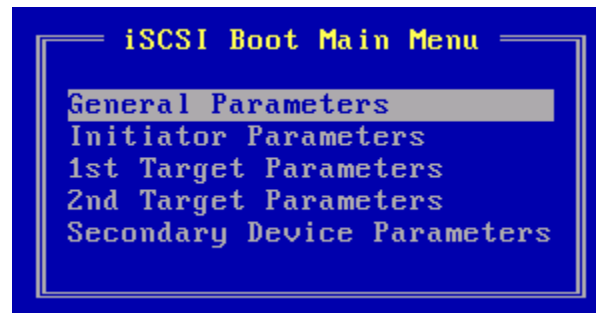 iSCSI Boot Main Menu
General Parameters
Initiator Parameters
1st Target Parameters
2nd Target Parameters
Secondary Device Parameters